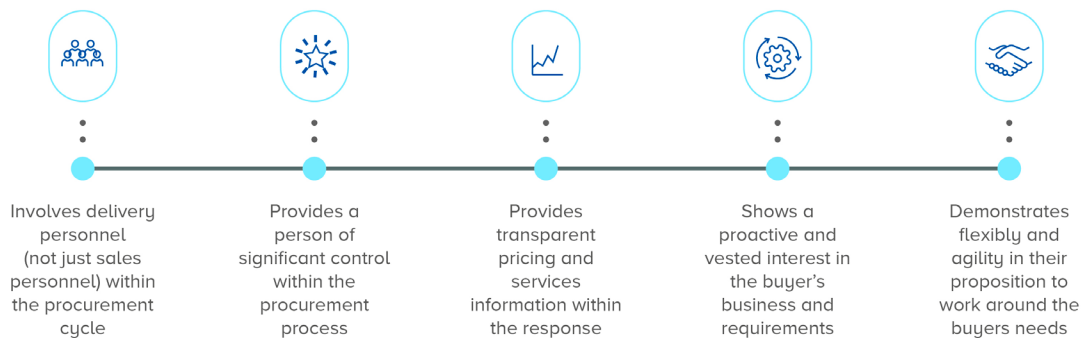 Involves delivery
personnel
(not just sales
personnel) within
the procurement
cycle
Provides a
person of
significant control
within the
procurement
process
Provides
transparent
pricing and
services
information within
the response
Shows a
proactive and
vested interest in
the buyer's
business and
requirements
Demonstrates
flexibly and
agility in their
proposition to
work around the
buyers needs